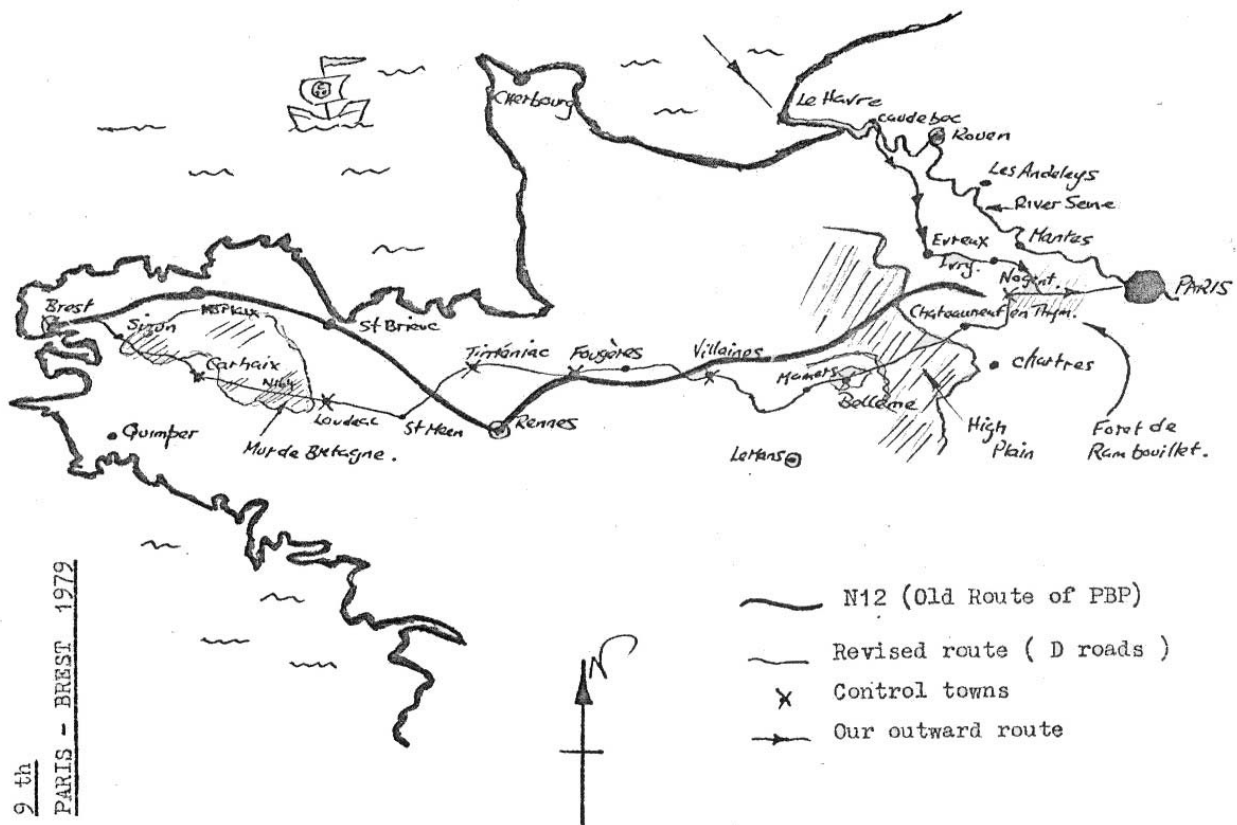 Cherbourg
Le Havre
Caudebec
Rouen
Les Andeleys
River Seine
Mantes
Evreux
Ivry.
Nogent.
PARIS
Chateauneuf en Thym.
Brest
St Brieuc
Sizun
Carhaix
N164
Loudeac
St Meen
Mur de Bretagne.
Quimper
Tinténiac
Fougères
Villaines
Rennes
Mamers
Belleme
Chartres
Le Mans
High
Plain
Foret de
Rambouillet.
N12 (Old Route of PBP)
Revised route ( D roads )
Control towns
Our outward route
N
9 th
PARIS - BREST 1979